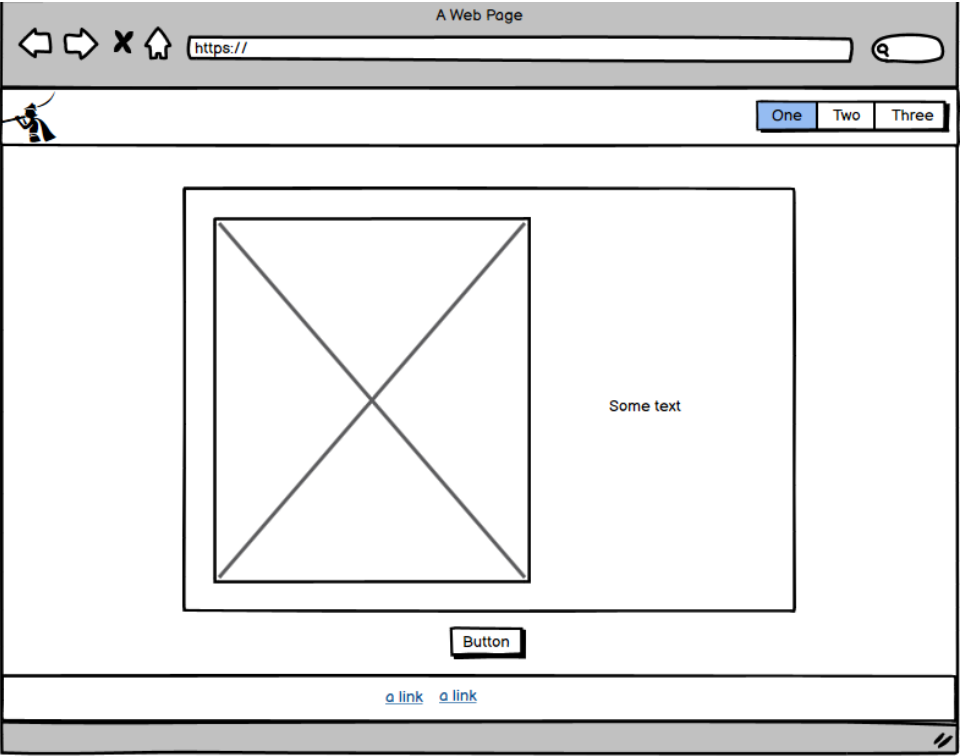 A Web Page
https://
One Two Three
Some text
Button
a link a link